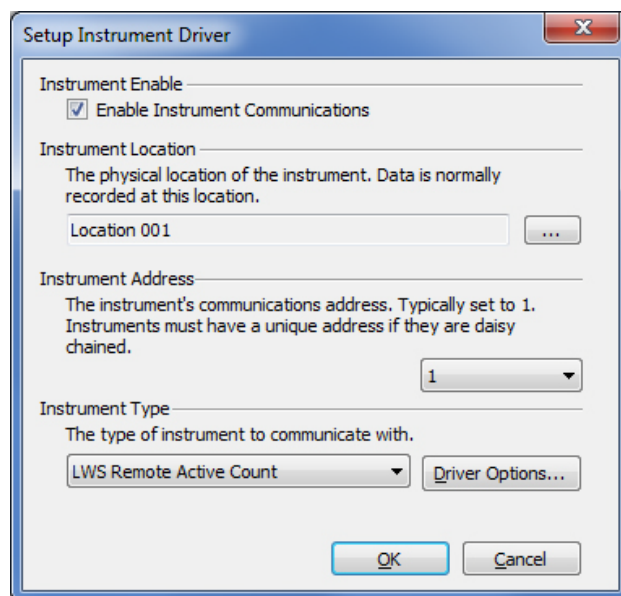 Setup Instrument Driver
Instrument Enable
Enable Instrument Communications
Instrument Location
The physical location of the instrument. Data is normally
recorded at this location.
Location 001
...
Instrument Address
The instrument's communications address. Typically set to 1.
Instruments must have a unique address if they are daisy
chained.
1
Instrument Type
The type of instrument to communicate with.
LWS Remote Active Count
Driver Options...
OK
Cancel